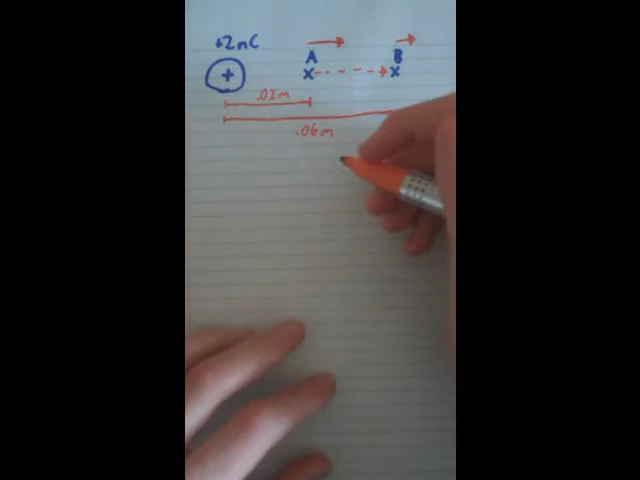 .2nC
A B
+ x x
.02m
.06m